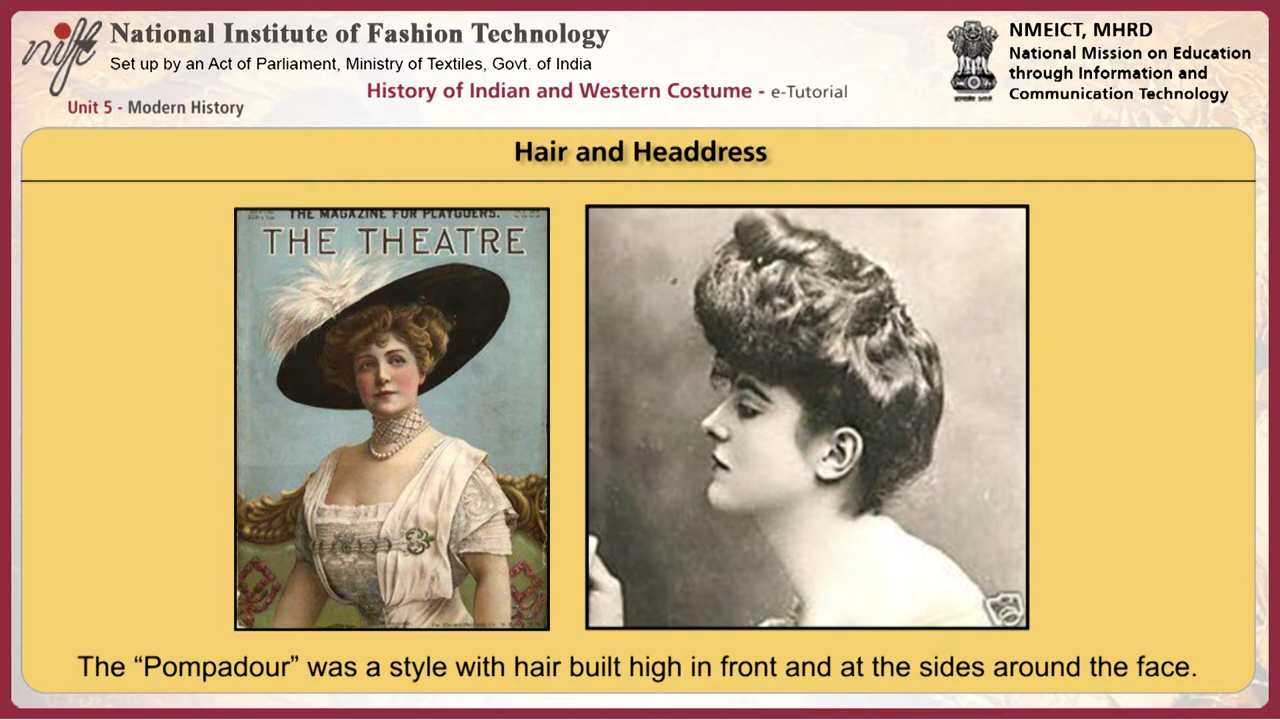 nift
National Institute of Fashion Technology
Set up by an Act of Parliament, Ministry of Textiles, Govt. of India
History of Indian and Western Costume - e-Tutorial
Unit 5 - Modern History
NMEICT, MHRD
National Mission on Education
through Information and
Communication Technology
Hair and Headdress
THE MAGAZINE FOR PLAYGOERS.
THE THEATRE
The “Pompadour” was a style with hair built high in front and at the sides around the face.